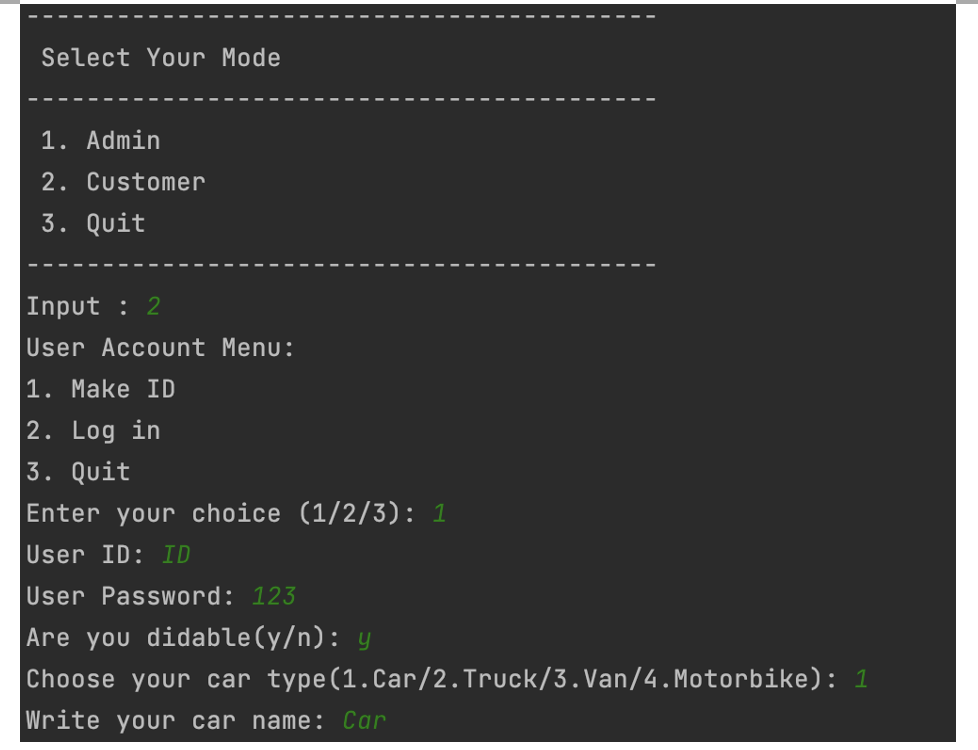 ------------------------------------------
Select Your Mode
------------------------------------------
1. Admin
2. Customer
3. Quit
------------------------------------------
Input : 2
User Account Menu:
1. Make ID
2. Log in
3. Quit
Enter your choice (1/2/3): 1
User ID: ID
User Password: 123
Are you didable(y/n): y
Choose your car type(1.Car/2.Truck/3.Van/4.Motorbike): 1
Write your car name: Car